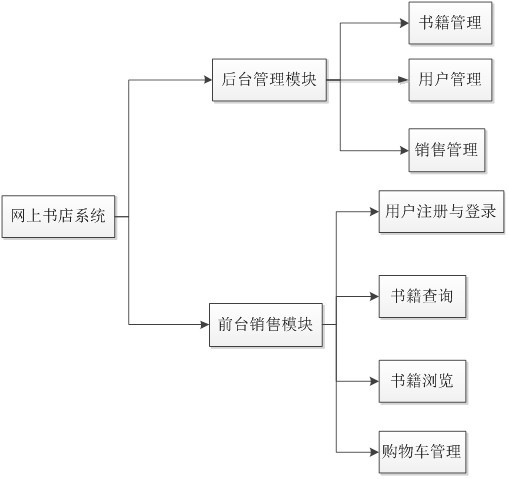 书籍管理
后台管理模块
用户管理
销售管理
网上书店系统
用户注册与登录
书籍查询
前台销售模块
书籍浏览
购物车管理